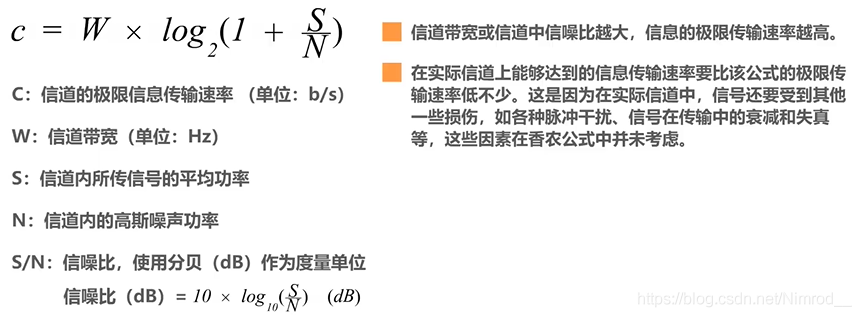 c = W × log₂(1 + S/N)
C：信道的极限信息传输速率 （单位：b/s）
W：信道带宽（单位：Hz）
S：信道内所传信号的平均功率
N：信道内的高斯噪声功率
S/N：信噪比，使用分贝（dB）作为度量单位
信噪比（dB）= 10 × log₁₀(S/N) (dB)
信道带宽或信道中信噪比越大，信息的极限传输速率越高。
在实际信道上能够达到的信息传输速率要比该公式的极限传
输速率低不少。这是因为在实际信道中，信号还要受到其他
一些损伤，如各种脉冲干扰、信号在传输中的衰减和失真
等，这些因素在香农公式中并未考虑。
https://blog.csdn.net/Nimrod__